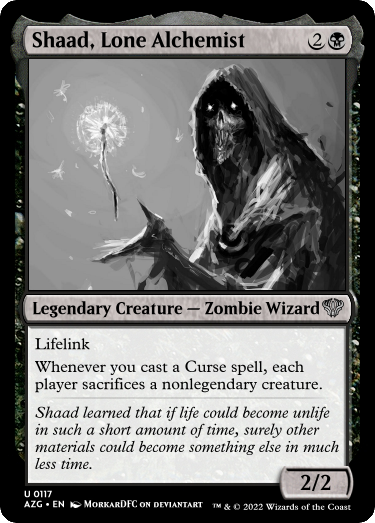 Shaad, Lone Alchemist 2
Legendary Creature — Zombie Wizard
Lifelink
Whenever you cast a Curse spell, each
player sacrifices a nonlegendary creature.
Shaad learned that if life could become unlife
in such a short amount of time, surely other
materials could become something else in much
less time.
2/2
U 0117
AZG • EN MorkarDFC on deviantart ™ & © 2022 Wizards of the Coast